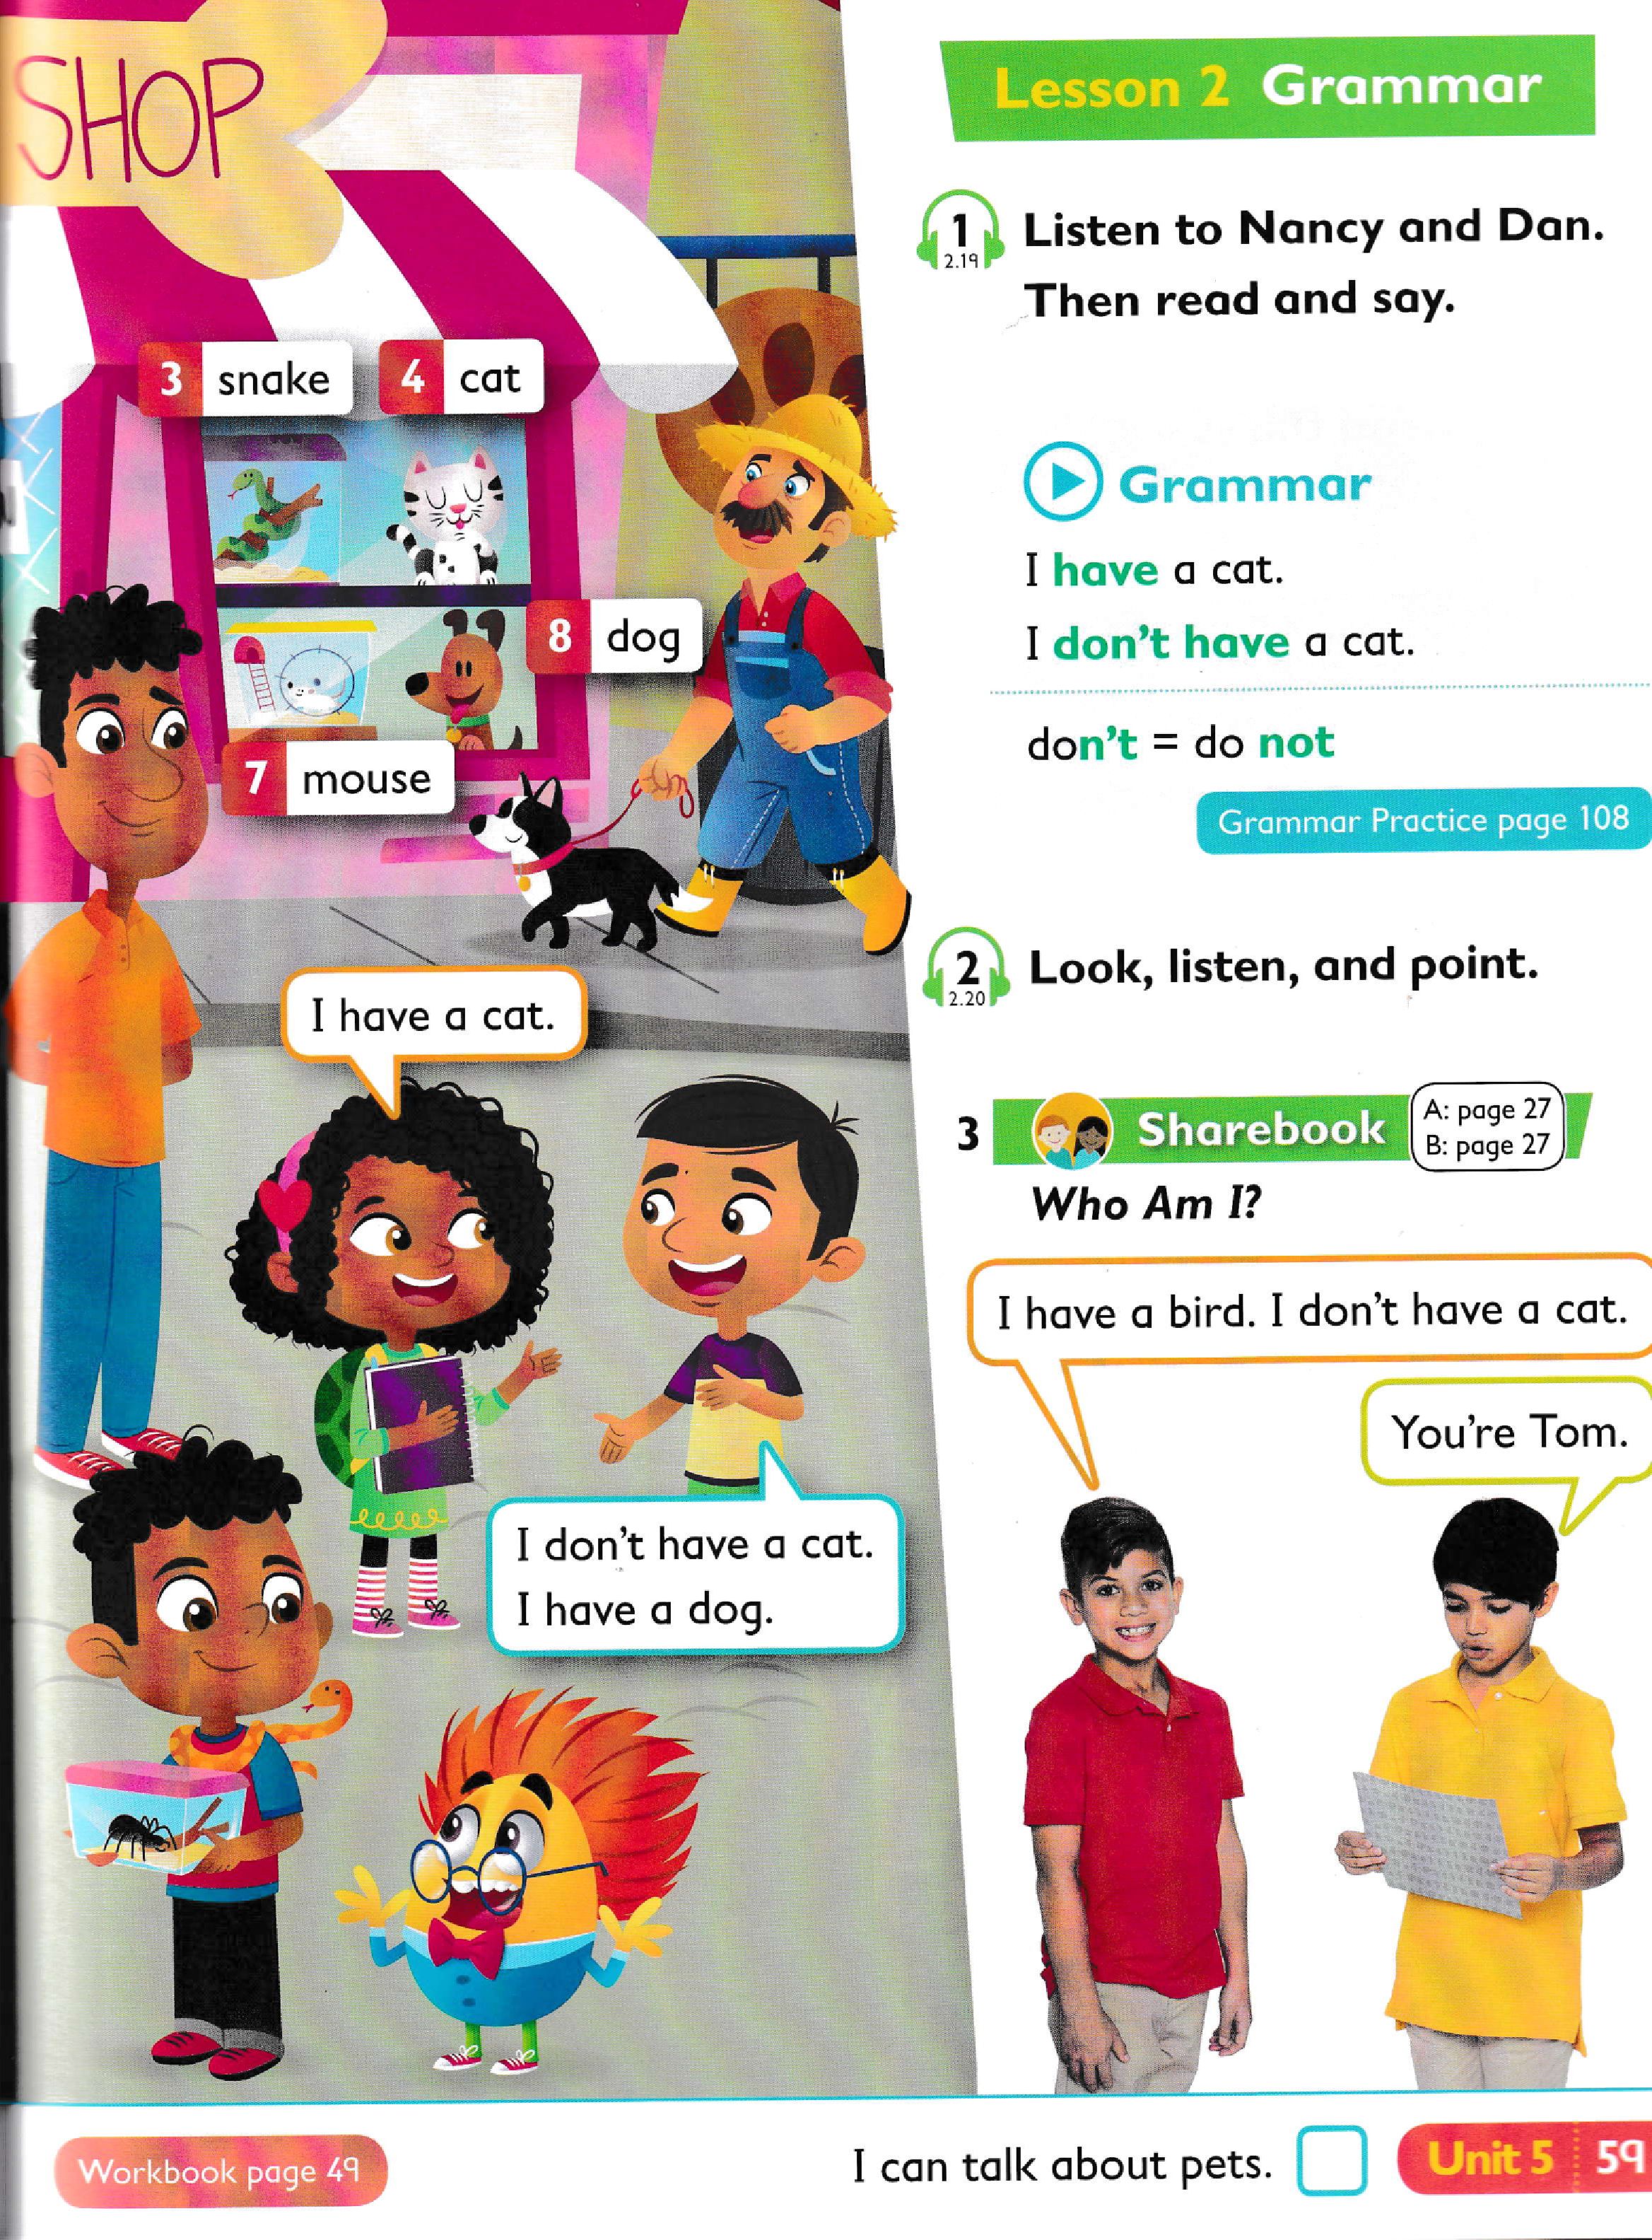 SHOP
3 snake
4 cat
8 dog
7 mouse
I have a cat.
I don't have a cat.
I have a dog.
Lesson 2 Grammar
1
2.19
Listen to Nancy and Dan.
Then read and say.
Grammar
I have a cat.
I don't have a cat.
don't = do not
Grammar Practice page 108
2
2.20
Look, listen, and point.
3 Sharebook
A: page 27
B: page 27
Who Am I?
I have a bird. I don't have a cat.
You're Tom.
Workbook page 49
I can talk about pets.
Unit 5 59